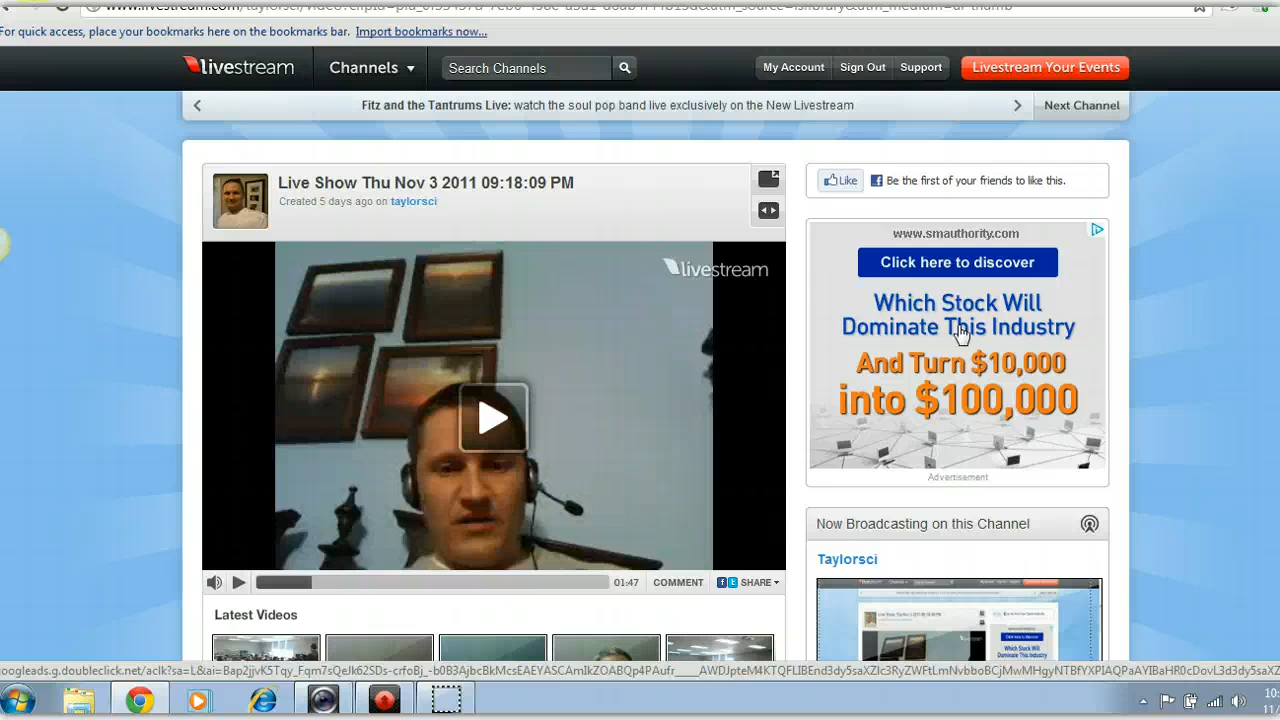 For quick access, place your bookmarks here on the bookmarks bar. Import bookmarks now...
livestream Channels Search Channels My Account Sign Out Support Livestream Your Events
Fitz and the Tantrums Live: watch the soul pop band live exclusively on the New Livestream Next Channel
Live Show Thu Nov 3 2011 09:18:09 PM
Created 5 days ago on taylorsci
livestream
01:47 COMMENT SHARE
Latest Videos
Like Be the first of your friends to like this.
www.smauthority.com
Click here to discover
Which Stock Will
Dominate This Industry
And Turn $10,000
into $100,000
Advertisement
Now Broadcasting on this Channel
Taylorsci